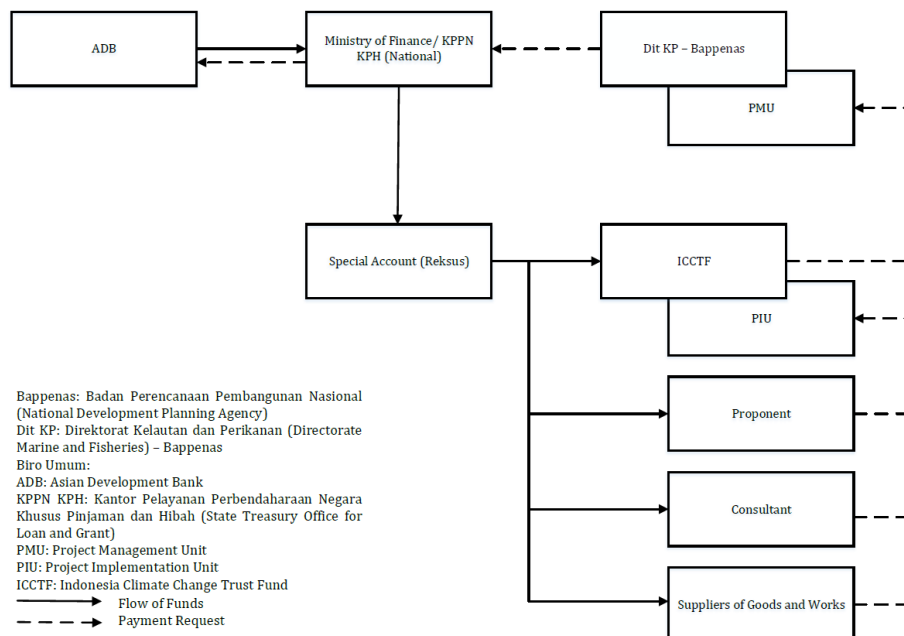 ADB
Ministry of Finance/ KPPN
KPH (National)
Dit KP – Bappenas
PMU
Special Account (Reksus)
ICCTF
PIU
Proponent
Consultant
Suppliers of Goods and Works
Bappenas: Badan Perencanaan Pembangunan Nasional
(National Development Planning Agency)
Dit KP: Direktorat Kelautan dan Perikanan (Directorate
Marine and Fisheries) – Bappenas
Biro Umum:
ADB: Asian Development Bank
KPPN KPH: Kantor Pelayanan Perbendaharaan Negara
Khusus Pinjaman dan Hibah (State Treasury Office for
Loan and Grant)
PMU: Project Management Unit
PIU: Project Implementation Unit
ICCTF: Indonesia Climate Change Trust Fund
Flow of Funds
Payment Request